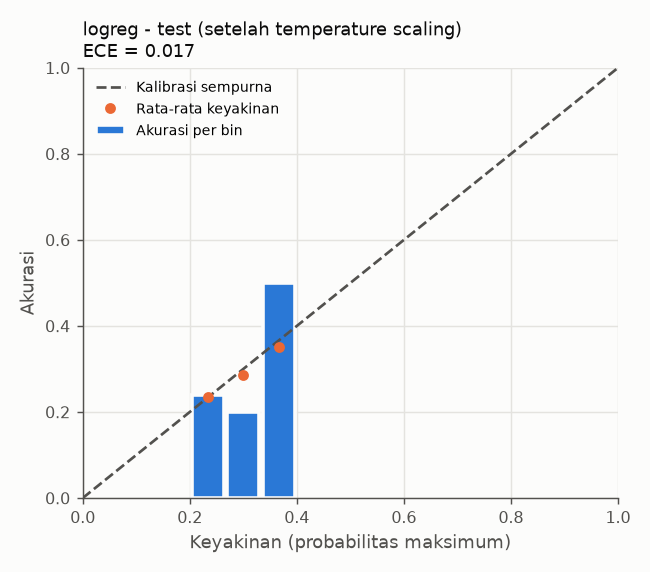 logreg - test (setelah temperature scaling)
ECE = 0.017
1.0
Kalibrasi sempurna
Rata-rata keyakinan
Akurasi per bin
0.8
0.6
Akurasi
0.4
0.2
0.0
0.0 0.2 0.4 0.6 0.8 1.0
Keyakinan (probabilitas maksimum)